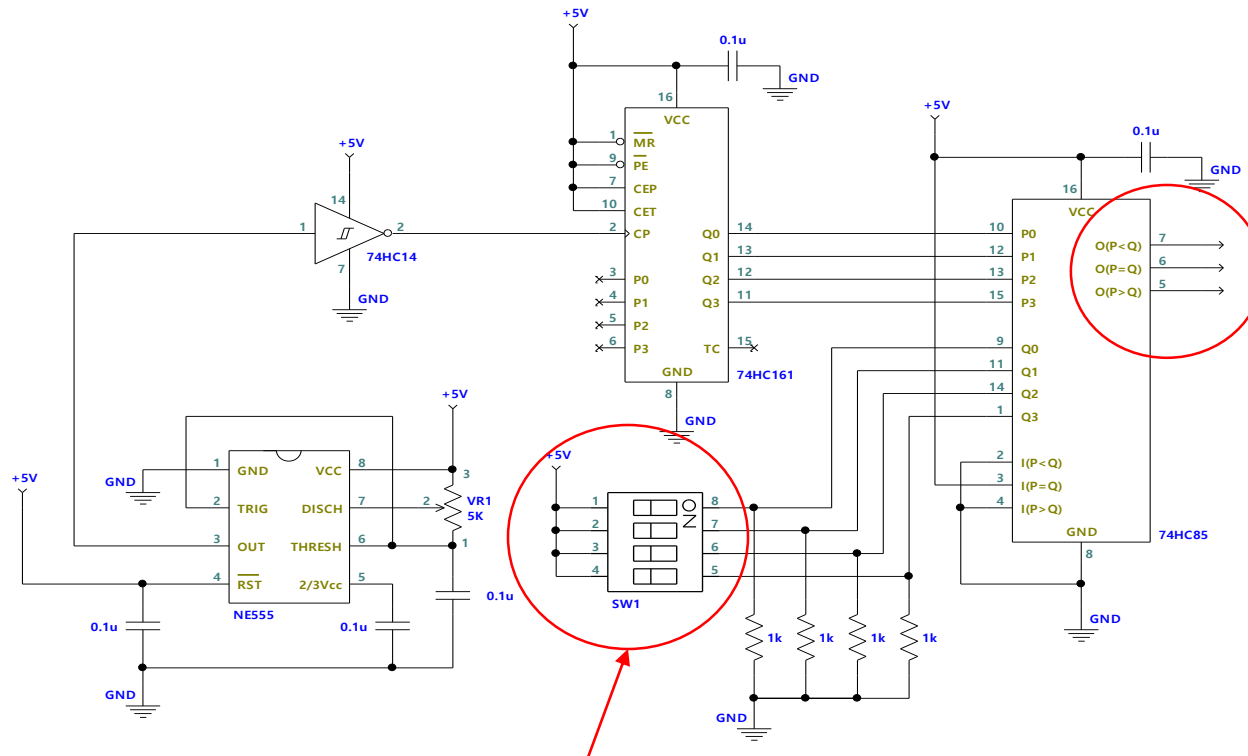 +5V
0.1u
GND
16
VCC
1 MR
9 PE
7 CEP
10 CET
2 CP
3 P0
4 P1
5 P2
6 P3
Q0 14
Q1 13
Q2 12
Q3 11
TC 15
GND
8
74HC161
GND
+5V
14
1
2
74HC14
7
GND
+5V
0.1u
GND
16
VCC
10 P0
12 P1
13 P2
15 P3
9 Q0
11 Q1
14 Q2
1 Q3
2 I(P<Q)
3 I(P=Q)
4 I(P>Q)
O(P<Q) 7
O(P=Q) 6
O(P>Q) 5
GND
8
74HC85
GND
+5V
+5V
GND
1 GND
2 TRIG
3 OUT
4 RST
VCC 8
DISCH 7
THRESH 6
2/3Vcc 5
NE555
3
2
1
VR1
5K
0.1u
0.1u
0.1u
GND
+5V
1
2
3
4
ON
8
7
6
5
SW1
1k
1k
1k
1k
GND